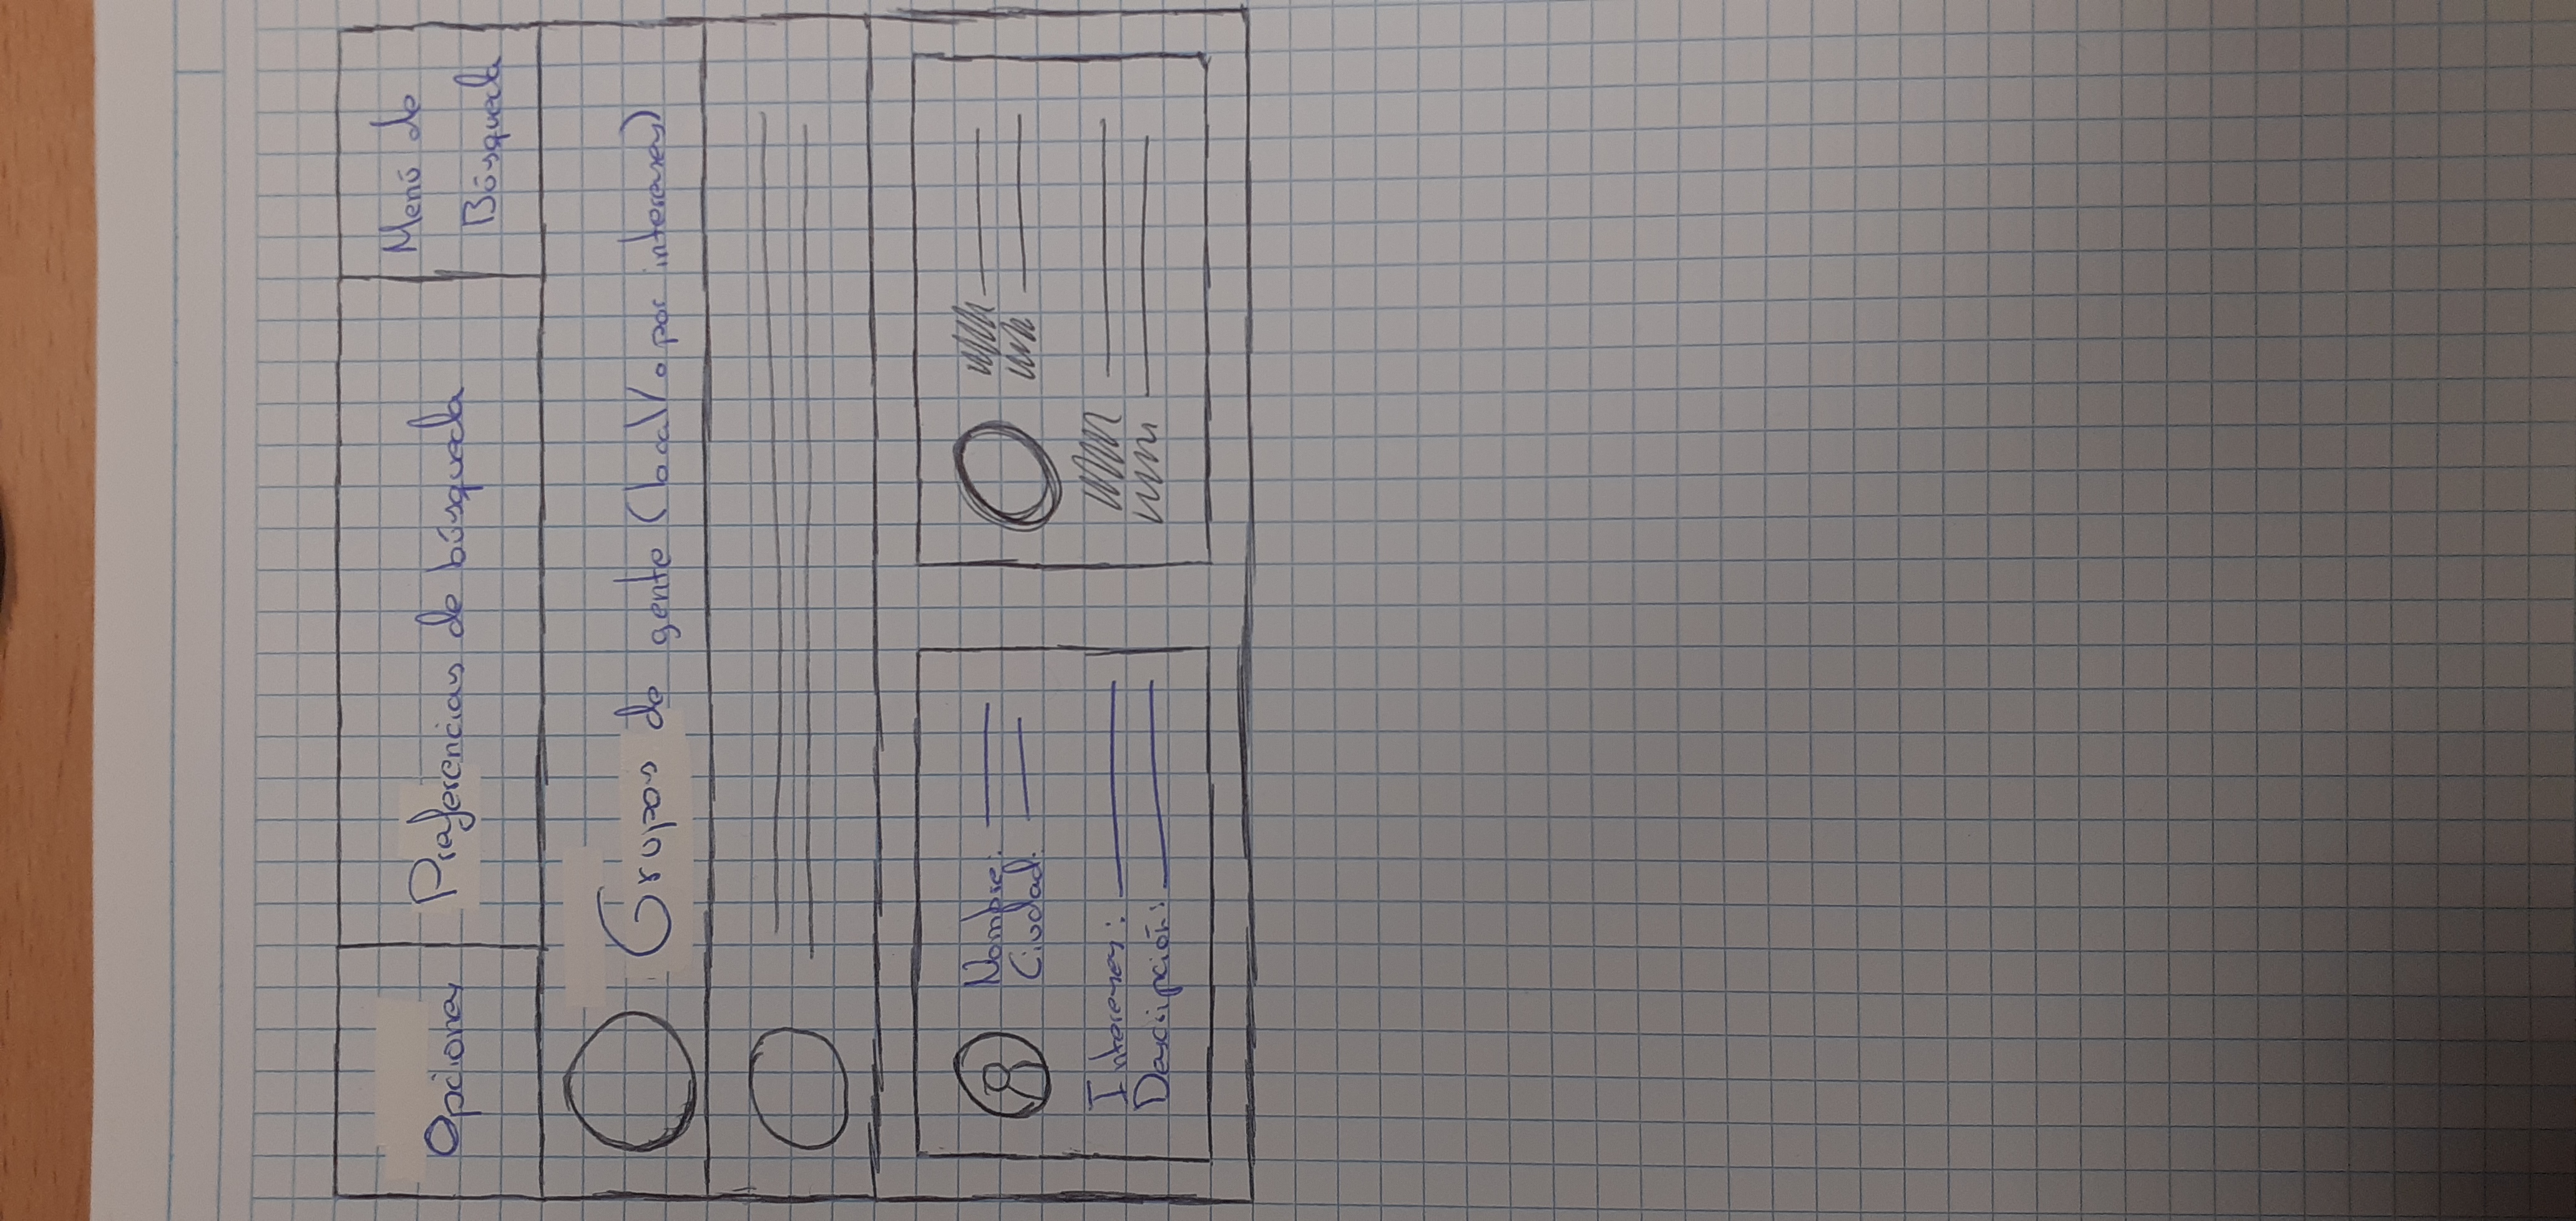 Opciones
Preferencias de búsqueda
Menú de
Búsqueda
Grupos de gente (local/o por intereses)
Nombre:
Ciudad:
Intereses:
Descripción: